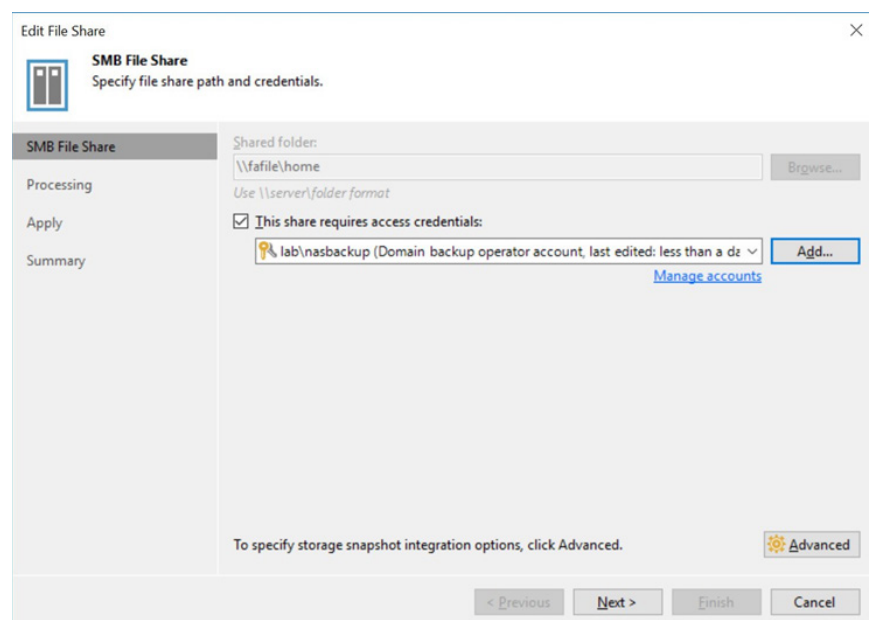 Edit File Share
SMB File Share
Specify file share path and credentials.
SMB File Share
Processing
Apply
Summary
Shared folder:
\\fafile\home
Browse...
Use \\server\folder format
This share requires access credentials:
lab\nasbackup (Domain backup operator account, last edited: less than a da
Add...
Manage accounts
To specify storage snapshot integration options, click Advanced.
Advanced
< Previous
Next >
Finish
Cancel